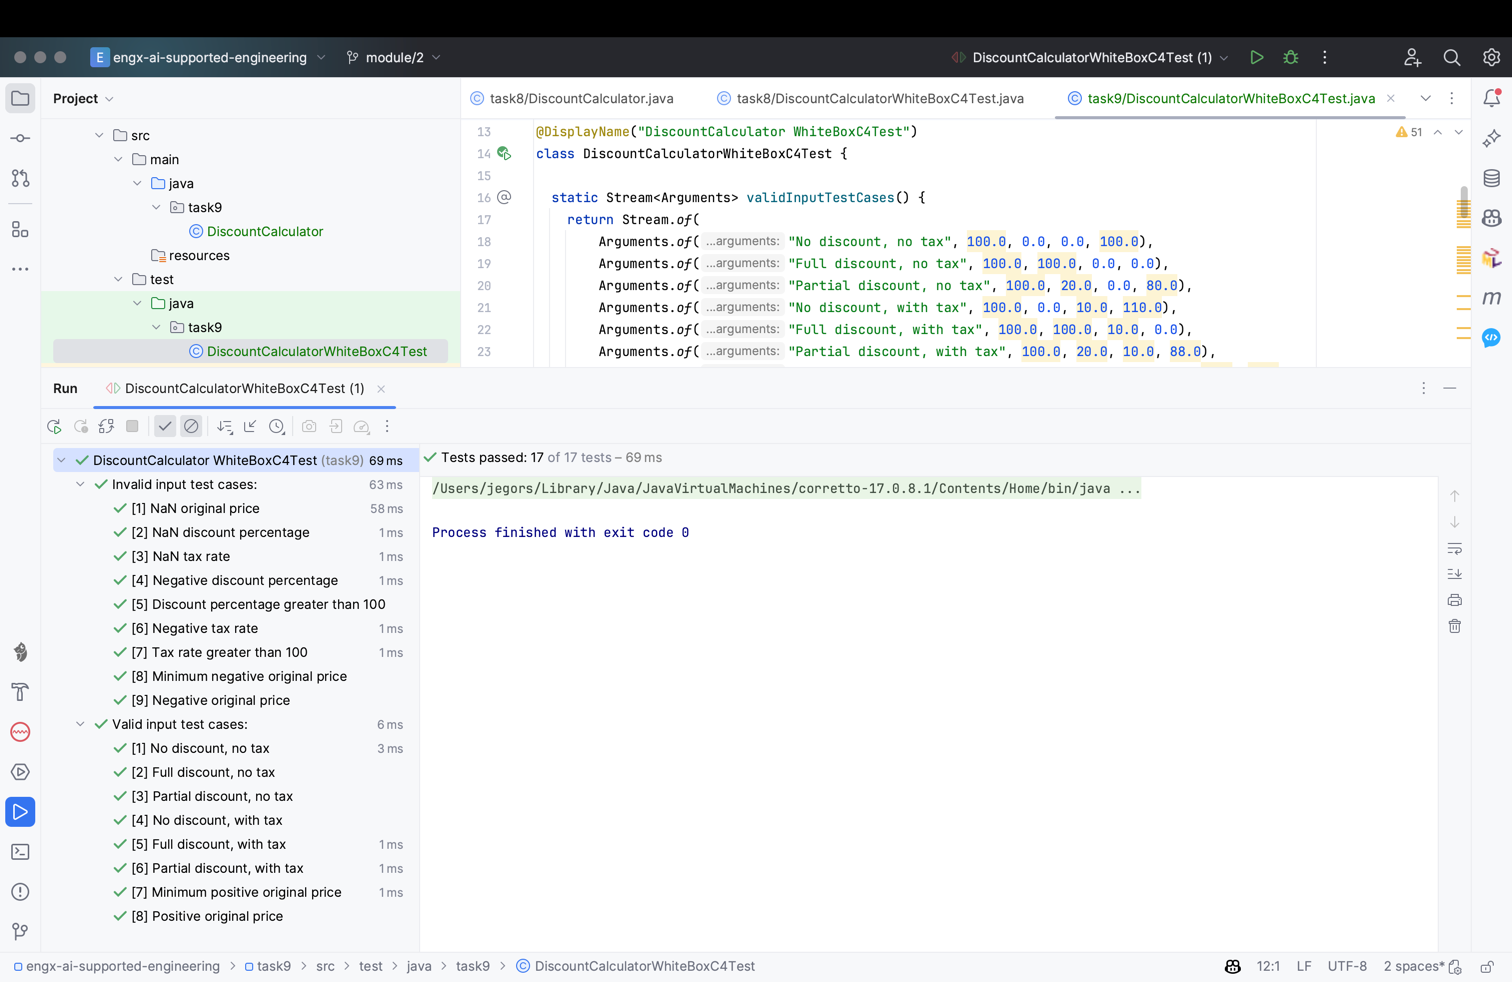 E engx-ai-supported-engineering module/2 DiscountCalculatorWhiteBoxC4Test (1)
Project
task8/DiscountCalculator.java task8/DiscountCalculatorWhiteBoxC4Test.java task9/DiscountCalculatorWhiteBoxC4Test.java
src
main
java
task9
DiscountCalculator
resources
test
java
task9
DiscountCalculatorWhiteBoxC4Test
13 @DisplayName("DiscountCalculator WhiteBoxC4Test") 51
14 class DiscountCalculatorWhiteBoxC4Test {
15
16 static Stream<Arguments> validInputTestCases() {
17 return Stream.of(
18 Arguments.of( ...arguments: "No discount, no tax", 100.0, 0.0, 0.0, 100.0),
19 Arguments.of( ...arguments: "Full discount, no tax", 100.0, 100.0, 0.0, 0.0),
20 Arguments.of( ...arguments: "Partial discount, no tax", 100.0, 20.0, 0.0, 80.0),
21 Arguments.of( ...arguments: "No discount, with tax", 100.0, 0.0, 10.0, 110.0),
22 Arguments.of( ...arguments: "Full discount, with tax", 100.0, 100.0, 10.0, 0.0),
23 Arguments.of( ...arguments: "Partial discount, with tax", 100.0, 20.0, 10.0, 88.0),
Run DiscountCalculatorWhiteBoxC4Test (1)
DiscountCalculator WhiteBoxC4Test (task9) 69 ms
Invalid input test cases: 63 ms
[1] NaN original price 58 ms
[2] NaN discount percentage 1 ms
[3] NaN tax rate 1 ms
[4] Negative discount percentage 1 ms
[5] Discount percentage greater than 100
[6] Negative tax rate 1 ms
[7] Tax rate greater than 100 1 ms
[8] Minimum negative original price
[9] Negative original price
Valid input test cases: 6 ms
[1] No discount, no tax 3 ms
[2] Full discount, no tax
[3] Partial discount, no tax
[4] No discount, with tax
[5] Full discount, with tax 1 ms
[6] Partial discount, with tax 1 ms
[7] Minimum positive original price 1 ms
[8] Positive original price
Tests passed: 17 of 17 tests – 69 ms
/Users/jegors/Library/Java/JavaVirtualMachines/corretto-17.0.8.1/Contents/Home/bin/java ...
Process finished with exit code 0
m
engx-ai-supported-engineering > task9 > src > test > java > task9 > DiscountCalculatorWhiteBoxC4Test 12:1 LF UTF-8 2 spaces*